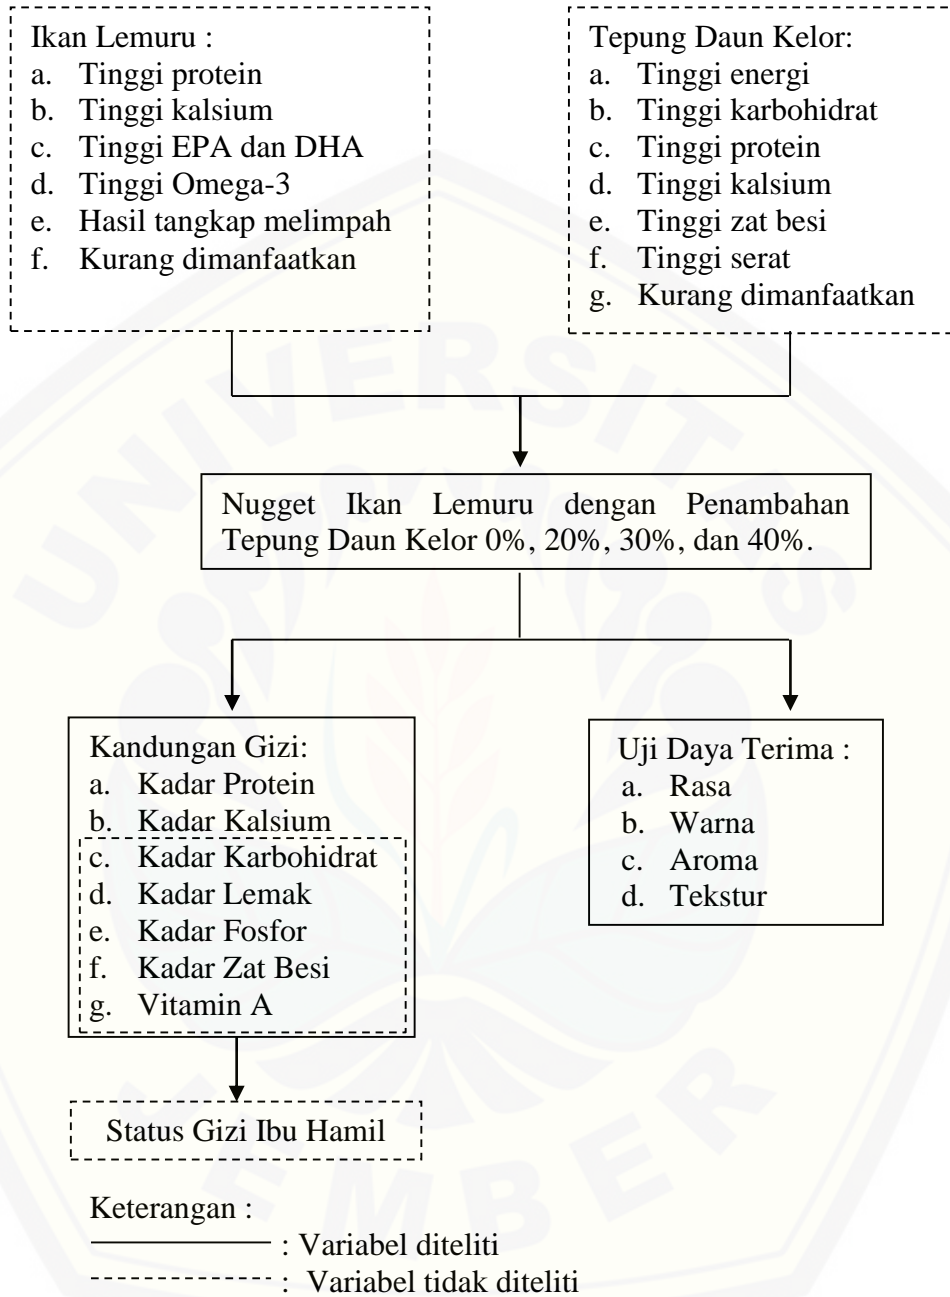 Ikan Lemuru :
a. Tinggi protein
b. Tinggi kalsium
c. Tinggi EPA dan DHA
d. Tinggi Omega-3
e. Hasil tangkap melimpah
f. Kurang dimanfaatkan
Tepung Daun Kelor:
a. Tinggi energi
b. Tinggi karbohidrat
c. Tinggi protein
d. Tinggi kalsium
e. Tinggi zat besi
f. Tinggi serat
g. Kurang dimanfaatkan
Nugget Ikan Lemuru dengan Penambahan
Tepung Daun Kelor 0%, 20%, 30%, dan 40%.
Kandungan Gizi:
a. Kadar Protein
b. Kadar Kalsium
c. Kadar Karbohidrat
d. Kadar Lemak
e. Kadar Fosfor
f. Kadar Zat Besi
g. Vitamin A
Uji Daya Terima :
a. Rasa
b. Warna
c. Aroma
d. Tekstur
Status Gizi Ibu Hamil
Keterangan :
: Variabel diteliti
: Variabel tidak diteliti
UNIVERSITAS
JEMBER